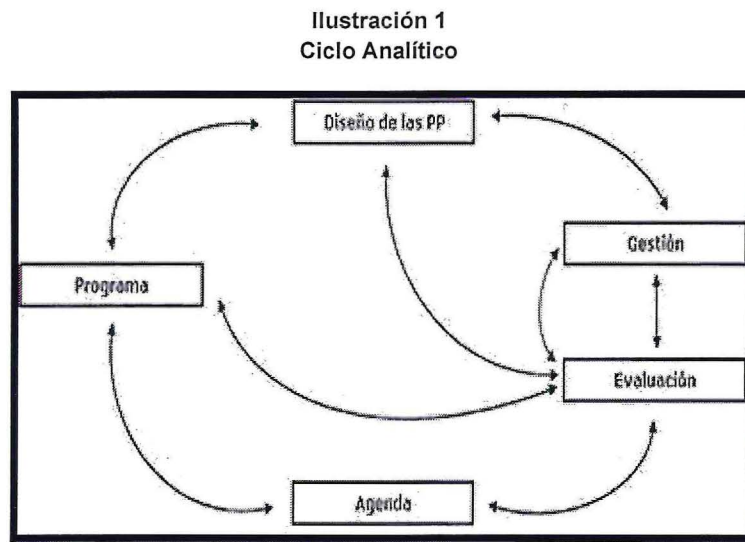 Ilustración 1
Ciclo Analítico
Diseño de las PP
Gestión
Programa
Evaluación
Agenda